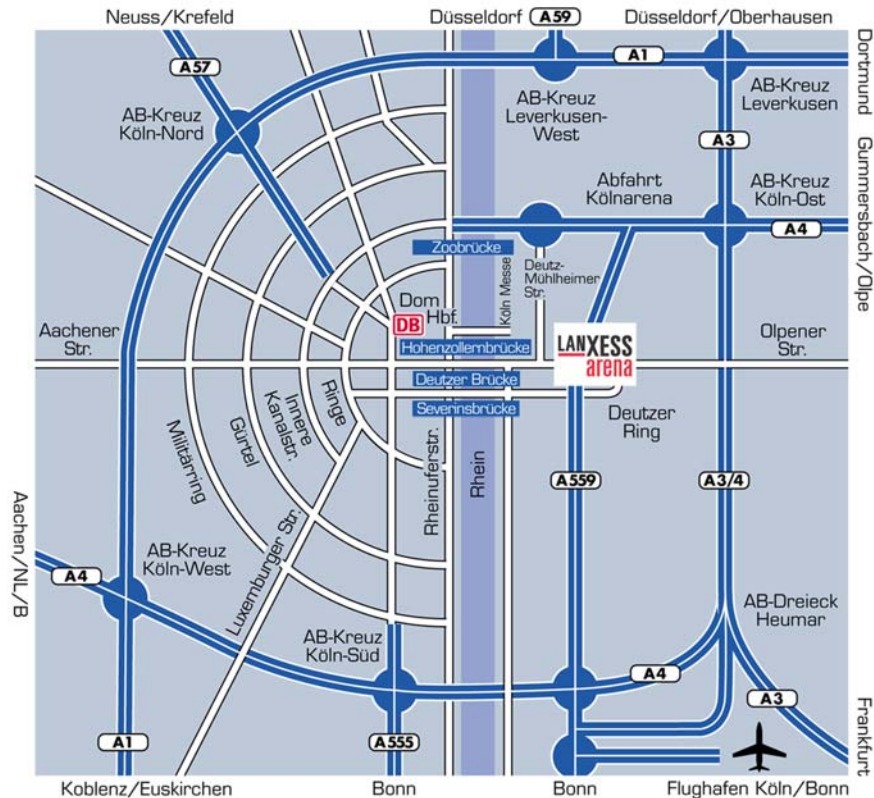 Neuss/Krefeld
Düsseldorf
A59
Düsseldorf/Oberhausen
A57
A1
Dortmund
AB-Kreuz
Köln-Nord
AB-Kreuz
Leverkusen-
West
AB-Kreuz
Leverkusen
A3
Gummersbach/Olpe
Abfahrt
Kölnarena
AB-Kreuz
Köln-Ost
A4
Zoobrücke
Köln Messe
Deutz-
Mühlheimer
Str.
Dom
Hbf.
DB
Aachener
Str.
Hohenzollernbrücke
LANXESS
arena
Olpener
Str.
Deutzer Brücke
Severinsbrücke
Deutzer
Ring
Militärring
Gürtel
Innere
Kanalstr.
Ringe
Rheinuferstr.
Rhein
A559
A3/4
Aachen/NL/B
Luxemburger Str.
AB-Kreuz
Köln-West
A4
AB-Kreuz
Köln-Süd
AB-Dreieck
Heumar
A4
A3
Frankfurt
A1
A555
Koblenz/Euskirchen
Bonn
Bonn
Flughafen Köln/Bonn